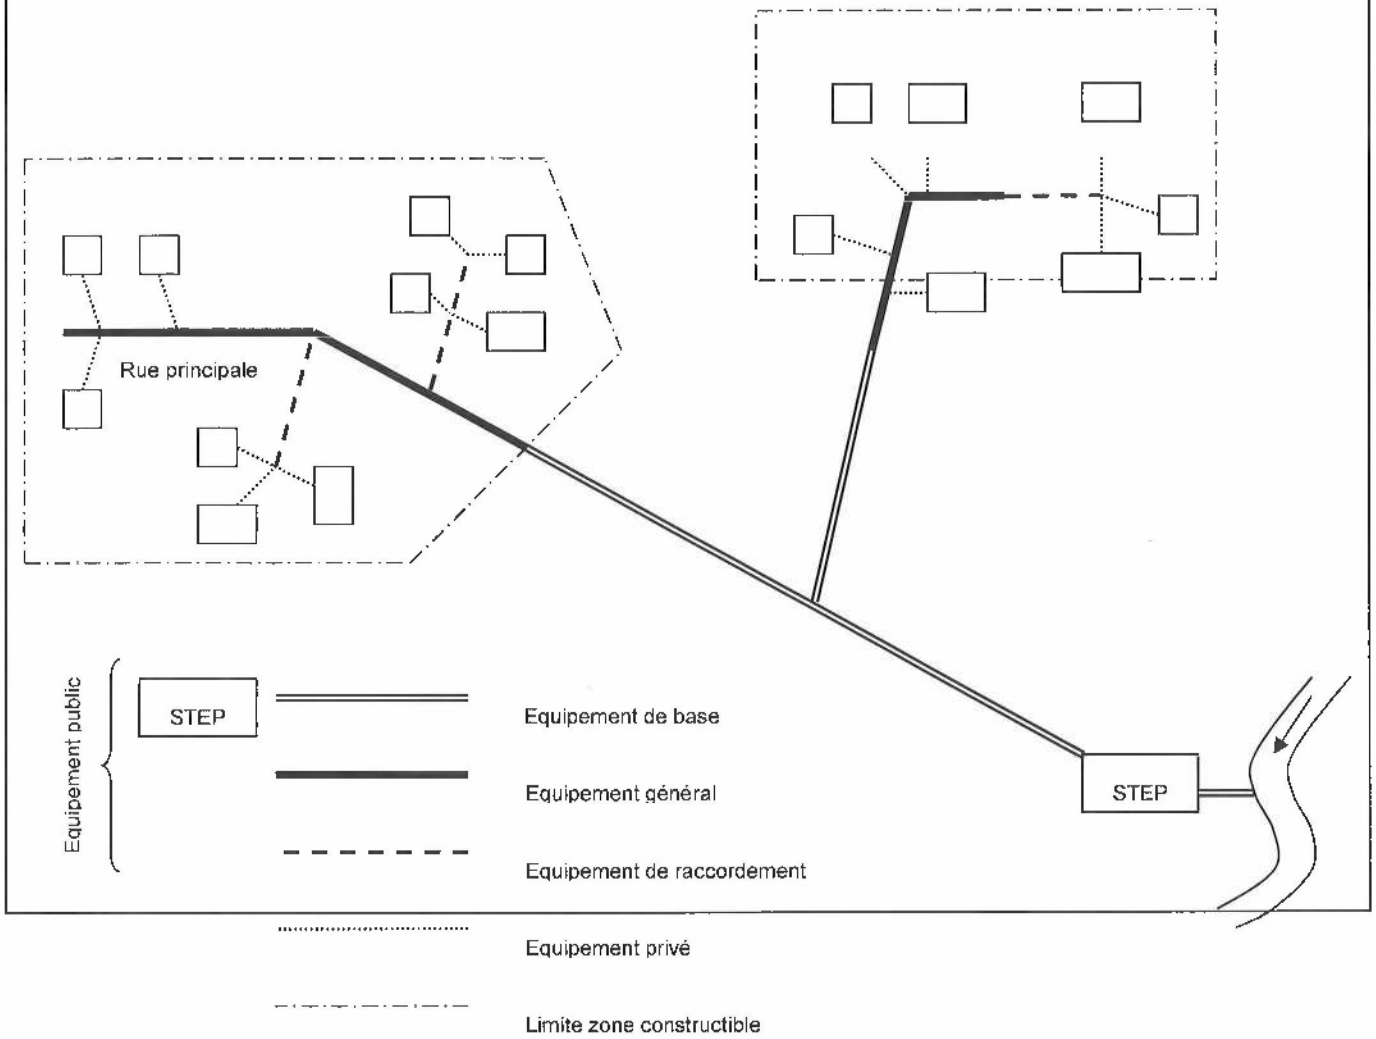 Rue principale
Equipement public
STEP
Equipement de base
Equipement général
STEP
Equipement de raccordement
Equipement privé
Limite zone constructible